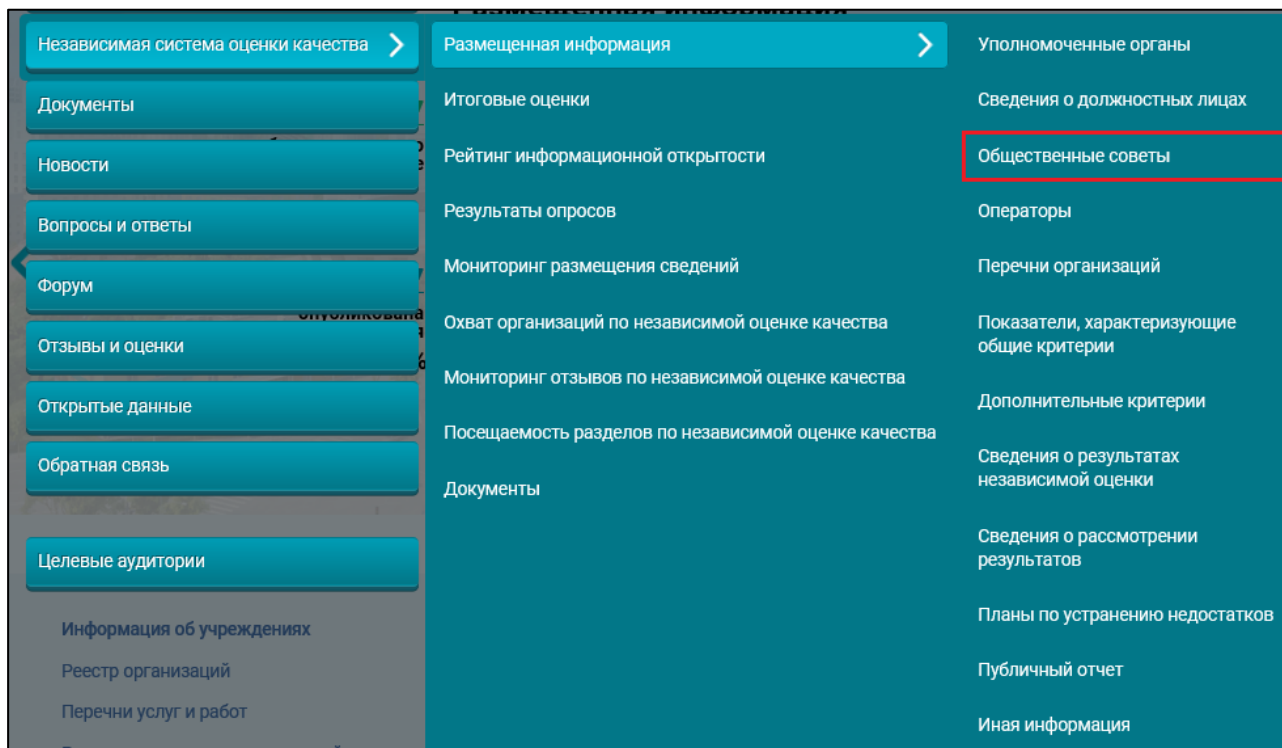 Независимая система оценки качества
Документы
Новости
Вопросы и ответы
Форум
опубликована
Отзывы и оценки
Открытые данные
Обратная связь
Целевые аудитории
Информация об учреждениях
Реестр организаций
Перечни услуг и работ
Размещенная информация
Итоговые оценки
Рейтинг информационной открытости
Результаты опросов
Мониторинг размещения сведений
Охват организаций по независимой оценке качества
Мониторинг отзывов по независимой оценке качества
Посещаемость разделов по независимой оценке качества
Документы
Уполномоченные органы
Сведения о должностных лицах
Общественные советы
Операторы
Перечни организаций
Показатели, характеризующие
общие критерии
Дополнительные критерии
Сведения о результатах
независимой оценки
Сведения о рассмотрении
результатов
Планы по устранению недостатков
Публичный отчет
Иная информация